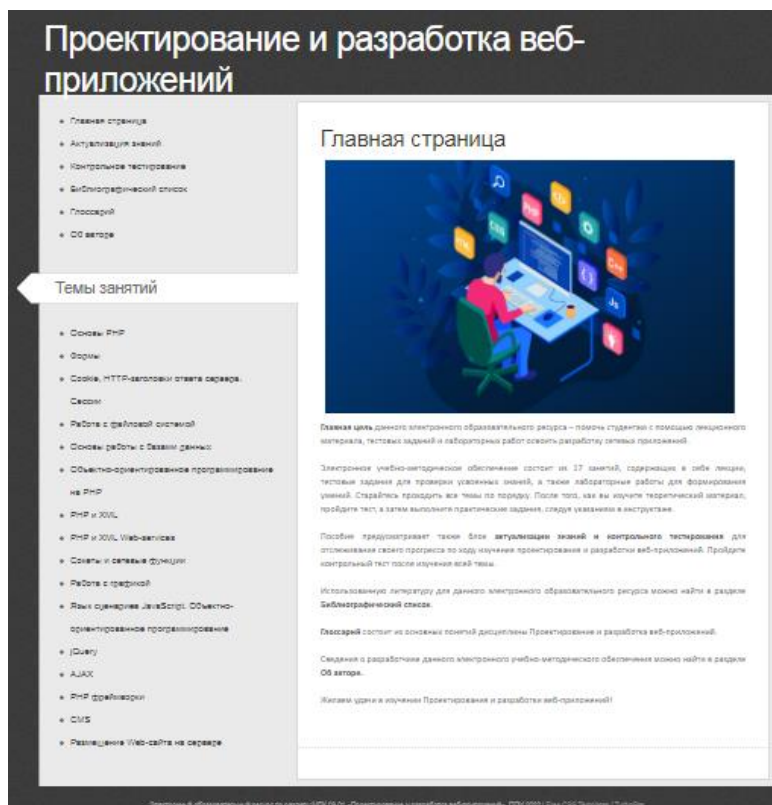 Проектирование и разработка веб-
приложений
Главная страница
Актуализация знаний
Контрольное тестирование
Библиографический список
Глоссарий
Об авторе
Темы занятий
Основы PHP
Формы
Cookie, HTTP-заголовки ответа сервера.
Сессии
Работа с файловой системой
Основы работы с базами данных
Объектно-ориентированное программирование
на PHP
PHP и XML
PHP и XML Web-services
Сокеты и сетевые функции
Работа с графикой
Язык сценариев JavaScript. Объектно-
ориентированное программирование
jQuery
AJAX
PHP фреймворки
CMS
Размещение Web-сайта на сервере
Главная страница
PHP
CSS
HTML
C++
Js
Главная цель данного электронного образовательного ресурса – помочь студентам с помощью лекционного
материала, тестовых заданий и лабораторных работ освоить разработку сетевых приложений.
Электронное учебно-методическое обеспечение состоит из 17 занятий, содержащих в себе лекции,
тестовые задания для проверки усвоенных знаний, а также лабораторные работы для формирования
умений. Старайтесь проходить все темы по порядку. После того, как вы изучите теоретический материал,
пройдите тест, а затем выполните практические задания, следуя указаниям в инструктаже.
Пособие предусматривает также блок актуализации знаний и контрольного тестирования для
отслеживания своего прогресса по ходу изучения проектирования и разработки веб-приложений. Пройдите
контрольный тест после изучения всей темы.
Использованную литературу для данного электронного образовательного ресурса можно найти в разделе
Библиографический список.
Глоссарий состоит из основных понятий дисциплины Проектирование и разработка веб-приложений.
Сведения о разработчике данного электронного учебно-методического обеспечения можно найти в разделе
Об авторе.
Желаем удачи в изучении Проектирования и разработки веб-приложений!